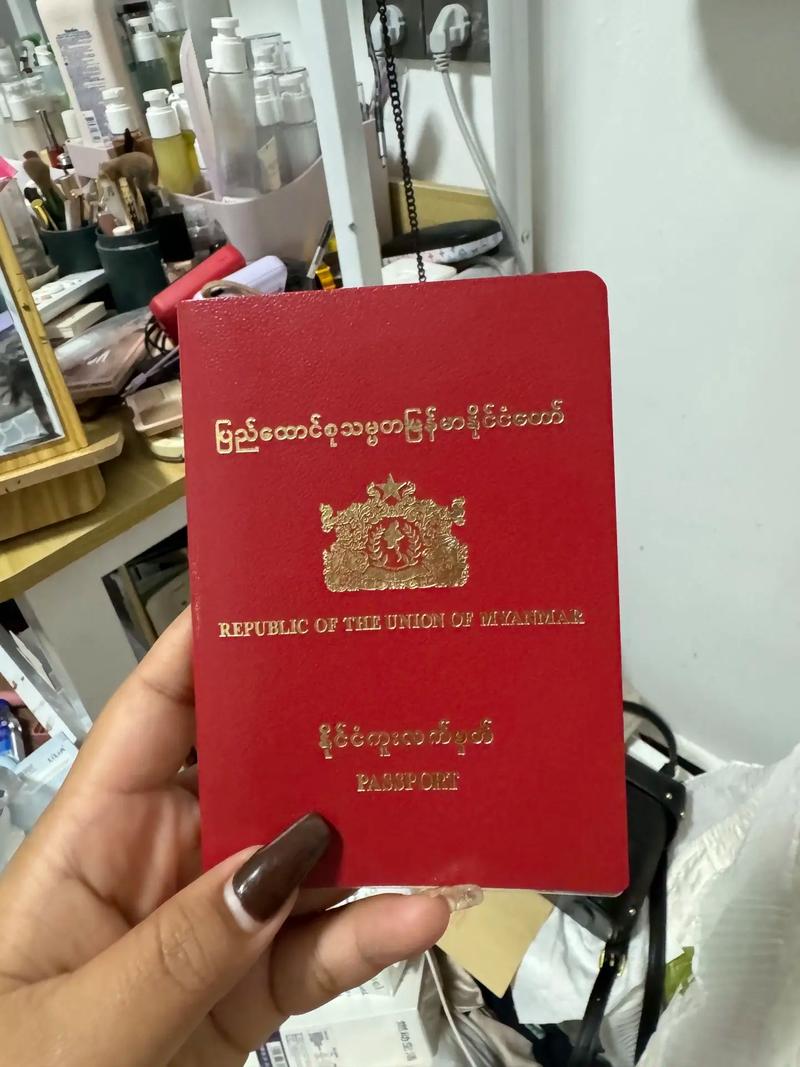 ပြည်ထောင်စုသမ္မတမြန်မာနိုင်ငံတော်
REPUBLIC OF THE UNION OF MYANMAR
နိုင်ငံကူးလက်မှတ်
PASSPORT